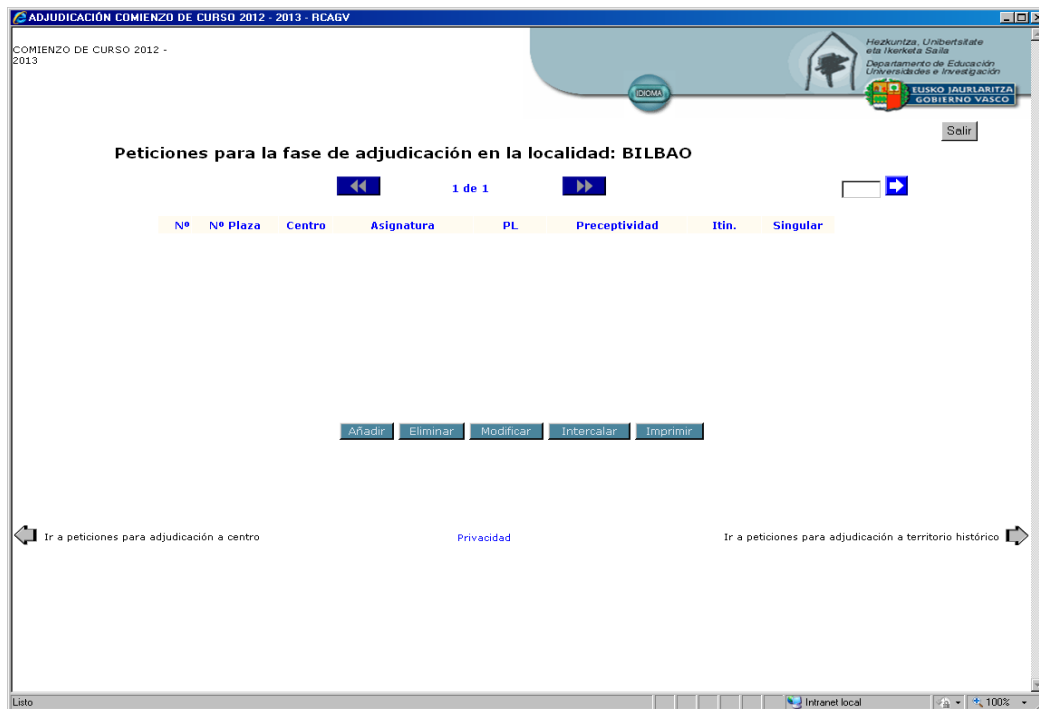 ADJUDICACIÓN COMIENZO DE CURSO 2012 - 2013 - RCAGV
COMIENZO DE CURSO 2012 -
2013
Hezkuntza, Unibertsitate
eta Ikerketa Saila
Departamento de Educación
Universidades e Investigación
IDIOMA
EUSKO JAURLARITZA
GOBIERNO VASCO
Salir
Peticiones para la fase de adjudicación en la localidad: BILBAO
1 de 1
Nº Nº Plaza Centro Asignatura PL Preceptividad Itin. Singular
Añadir Eliminar Modificar Intercalar Imprimir
Ir a peticiones para adjudicación a centro Privacidad Ir a peticiones para adjudicación a territorio histórico
Listo Intranet local 100%